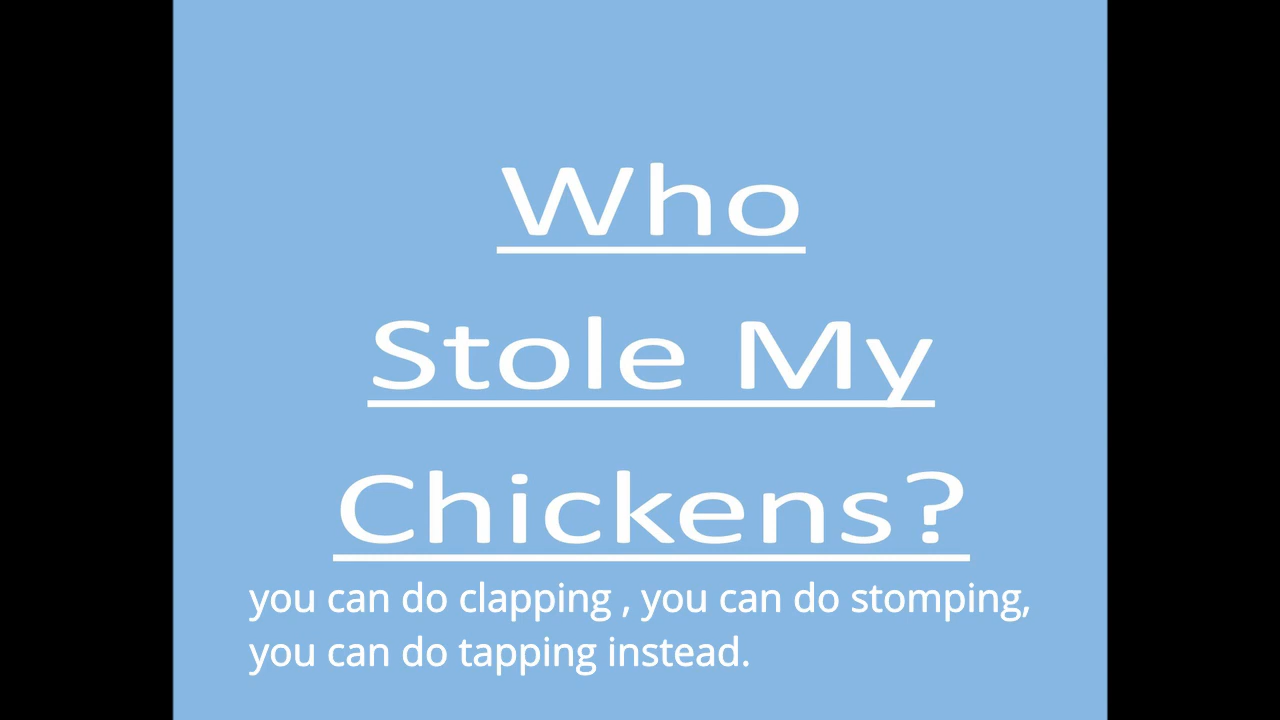 Who
Stole My
Chickens?
you can do clapping , you can do stomping,
you can do tapping instead.